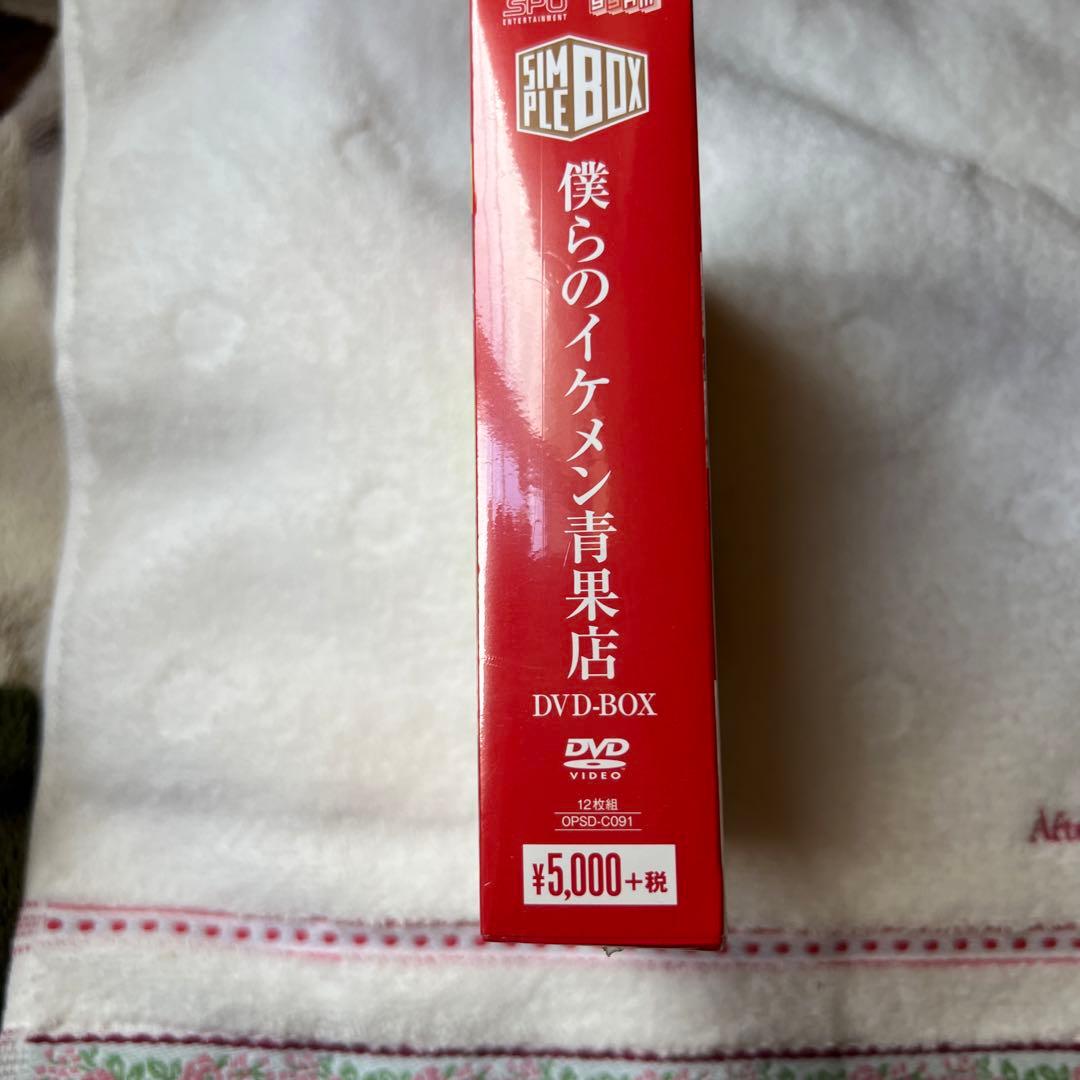 SPO
ENTERTAINMENT
SIM
PLE
BOX
僕らのイケメン青果店
DVD-BOX
DVD
VIDEO
12枚組
OPSD-C091
¥5,000+税